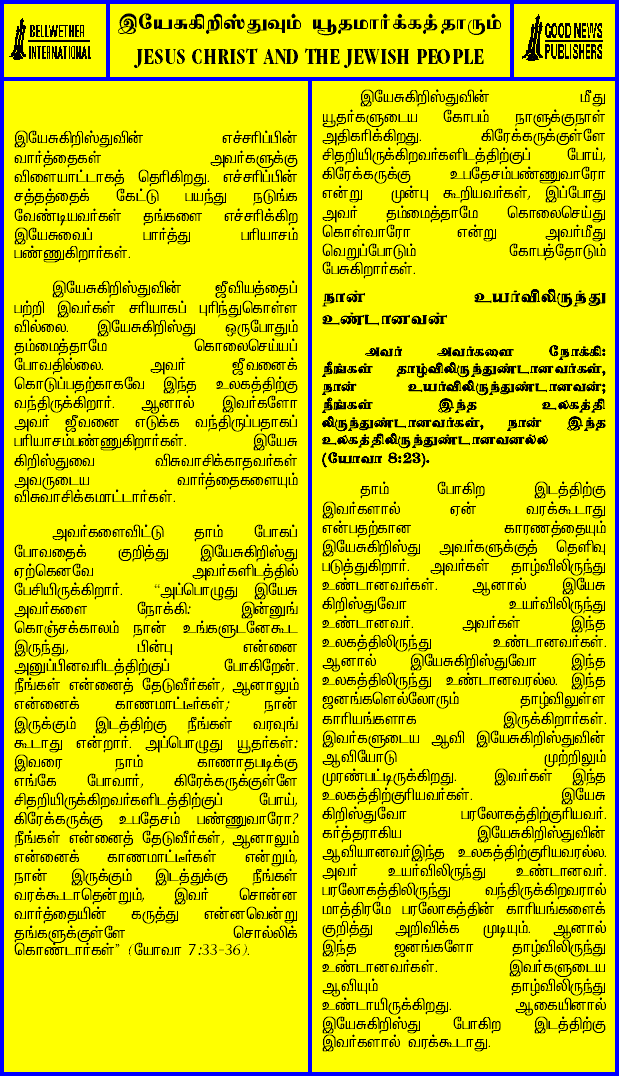 BELLWETHER
INTERNATIONAL
இயேசுகிறிஸ்துவும் யூதமார்க்கத்தாரும்
JESUS CHRIST AND THE JEWISH PEOPLE
GOOD NEWS
PUBLISHERS
இயேசுகிறிஸ்துவின் எச்சரிப்பின்
வார்த்தைகள் அவர்களுக்கு
விளையாட்டாகத் தெரிகிறது. எச்சரிப்பின்
சத்தத்தைக் கேட்டு பயந்து நடுங்க
வேண்டியவர்கள் தங்களை எச்சரிக்கிற
இயேசுவைப் பார்த்து பரியாசம்
பண்ணுகிறார்கள்.
இயேசுகிறிஸ்துவின் ஜீவியத்தைப்
பற்றி இவர்கள் சரியாகப் புரிந்துகொள்ள
வில்லை. இயேசுகிறிஸ்து ஒருபோதும்
தம்மைத்தாமே கொலைசெய்யப்
போவதில்லை. அவர் ஜீவனைக்
கொடுப்பதற்காகவே இந்த உலகத்திற்கு
வந்திருக்கிறார். ஆனால் இவர்களோ
அவர் ஜீவனை எடுக்க வந்திருப்பதாகப்
பரியாசம்பண்ணுகிறார்கள். இயேசு
கிறிஸ்துவை விசுவாசிக்காதவர்கள்
அவருடைய வார்த்தைகளையும்
விசுவாசிக்கமாட்டார்கள்.
அவர்களைவிட்டு தாம் போகப்
போவதைக் குறித்து இயேசுகிறிஸ்து
ஏற்கெனவே அவர்களிடத்தில்
பேசியிருக்கிறார். "அப்பொழுது இயேசு
அவர்களை நோக்கி: இன்னுங்
கொஞ்சக்காலம் நான் உங்களுடனேகூட
இருந்து, பின்பு என்னை
அனுப்பினவரிடத்திற்குப் போகிறேன்.
நீங்கள் என்னைத் தேடுவீர்கள், ஆனாலும்
என்னைக் காணமாட்டீர்கள்; நான்
இருக்கும் இடத்திற்கு நீங்கள் வரவுங்
கூடாது என்றார். அப்பொழுது யூதர்கள்:
இவரை நாம் காணாதபடிக்கு
எங்கே போவார், கிரேக்கருக்குள்ளே
சிதறியிருக்கிறவர்களிடத்திற்குப் போய்,
கிரேக்கருக்கு உபதேசம் பண்ணுவாரோ?
நீங்கள் என்னைத் தேடுவீர்கள், ஆனாலும்
என்னைக் காணமாட்டீர்கள் என்றும்,
நான் இருக்கும் இடத்துக்கு நீங்கள்
வரக்கூடாதென்றும், இவர் சொன்ன
வார்த்தையின் கருத்து என்னவென்று
தங்களுக்குள்ளே சொல்லிக்
கொண்டார்கள்" (யோவா 7:33-36).
இயேசுகிறிஸ்துவின் மீது
யூதர்களுடைய கோபம் நாளுக்குநாள்
அதிகரிக்கிறது. கிரேக்கருக்குள்ளே
சிதறியிருக்கிறவர்களிடத்திற்குப் போய்,
கிரேக்கருக்கு உபதேசம்பண்ணுவாரோ
என்று முன்பு கூறியவர்கள், இப்போது
அவர் தம்மைத்தாமே கொலைசெய்து
கொள்வாரோ என்று அவர்மீது
வெறுப்போடும் கோபத்தோடும்
பேசுகிறார்கள்.
நான் உயர்விலிருந்து
உண்டானவன்
அவர் அவர்களை நோக்கி:
நீங்கள் தாழ்விலிருந்துண்டானவர்கள்,
நான் உயர்விலிருந்துண்டானவன்;
நீங்கள் இந்த உலகத்தி
லிருந்துண்டானவர்கள், நான் இந்த
உலகத்திலிருந்துண்டானவனல்ல
(யோவா 8:23).
தாம் போகிற இடத்திற்கு
இவர்களால் ஏன் வரக்கூடாது
என்பதற்கான காரணத்தையும்
இயேசுகிறிஸ்து அவர்களுக்குத் தெளிவு
படுத்துகிறார். அவர்கள் தாழ்விலிருந்து
உண்டானவர்கள். ஆனால் இயேசு
கிறிஸ்துவோ உயர்விலிருந்து
உண்டானவர். அவர்கள் இந்த
உலகத்திலிருந்து உண்டானவர்கள்.
ஆனால் இயேசுகிறிஸ்துவோ இந்த
உலகத்திலிருந்து உண்டானவரல்ல. இந்த
ஜனங்களெல்லோரும் தாழ்விலுள்ள
காரியங்களாக இருக்கிறார்கள்.
இவர்களுடைய ஆவி இயேசுகிறிஸ்துவின்
ஆவியோடு முற்றிலும்
முரண்பட்டிருக்கிறது. இவர்கள் இந்த
உலகத்திற்குரியவர்கள். இயேசு
கிறிஸ்துவோ பரலோகத்திற்குரியவர்.
கர்த்தராகிய இயேசுகிறிஸ்துவின்
ஆவியானவர்இந்த உலகத்திற்குரியவரல்ல.
அவர் உயர்விலிருந்து உண்டானவர்.
பரலோகத்திலிருந்து வந்திருக்கிறவரால்
மாத்திரமே பரலோகத்தின் காரியங்களைக்
குறித்து அறிவிக்க முடியும். ஆனால்
இந்த ஜனங்களோ தாழ்விலிருந்து
உண்டானவர்கள். இவர்களுடைய
ஆவியும் தாழ்விலிருந்து
உண்டாயிருக்கிறது. ஆகையினால்
இயேசுகிறிஸ்து போகிற இடத்திற்கு
இவர்களால் வரக்கூடாது.